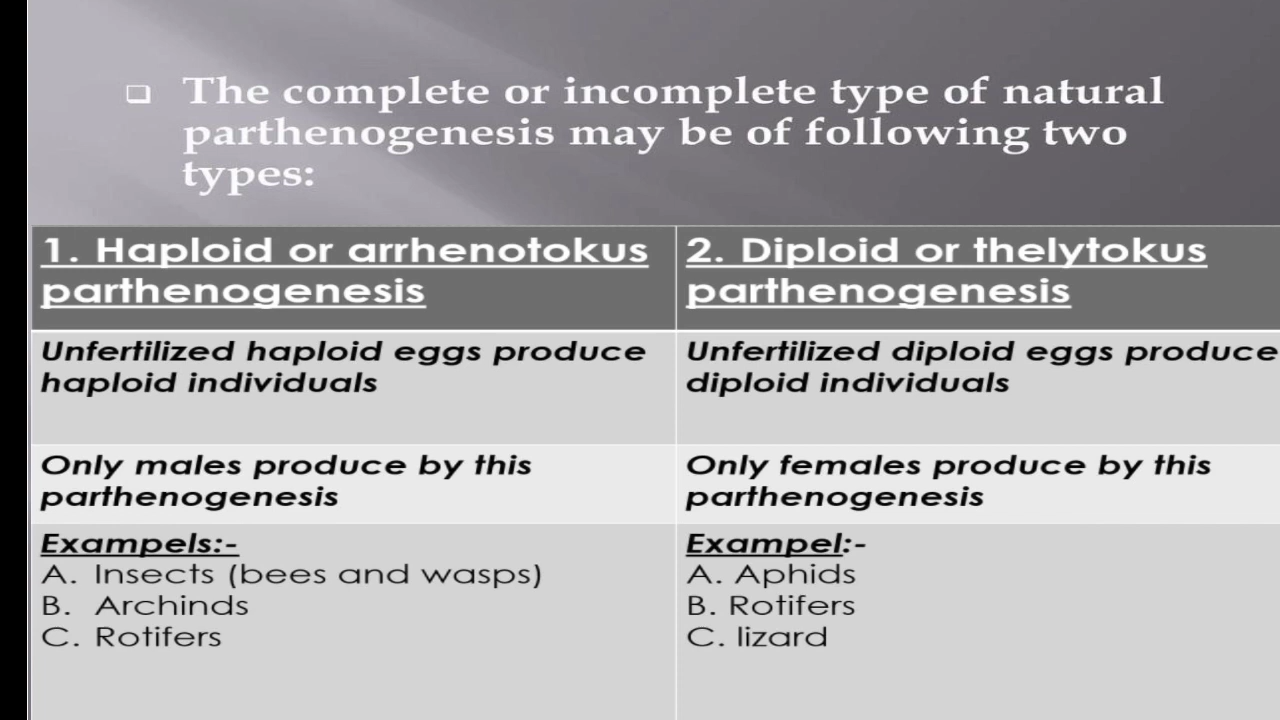 The complete or incomplete type of natural
parthenogenesis may be of following two
types:
1. Haploid or arrhenotokus
parthenogenesis
2. Diploid or thelytokus
parthenogenesis
Unfertilized haploid eggs produce
haploid individuals
Unfertilized diploid eggs produce
diploid individuals
Only males produce by this
parthenogenesis
Only females produce by this
parthenogenesis
Exampels:-
A. Insects (bees and wasps)
B. Archinds
C. Rotifers
Exampel:-
A. Aphids
B. Rotifers
C. lizard